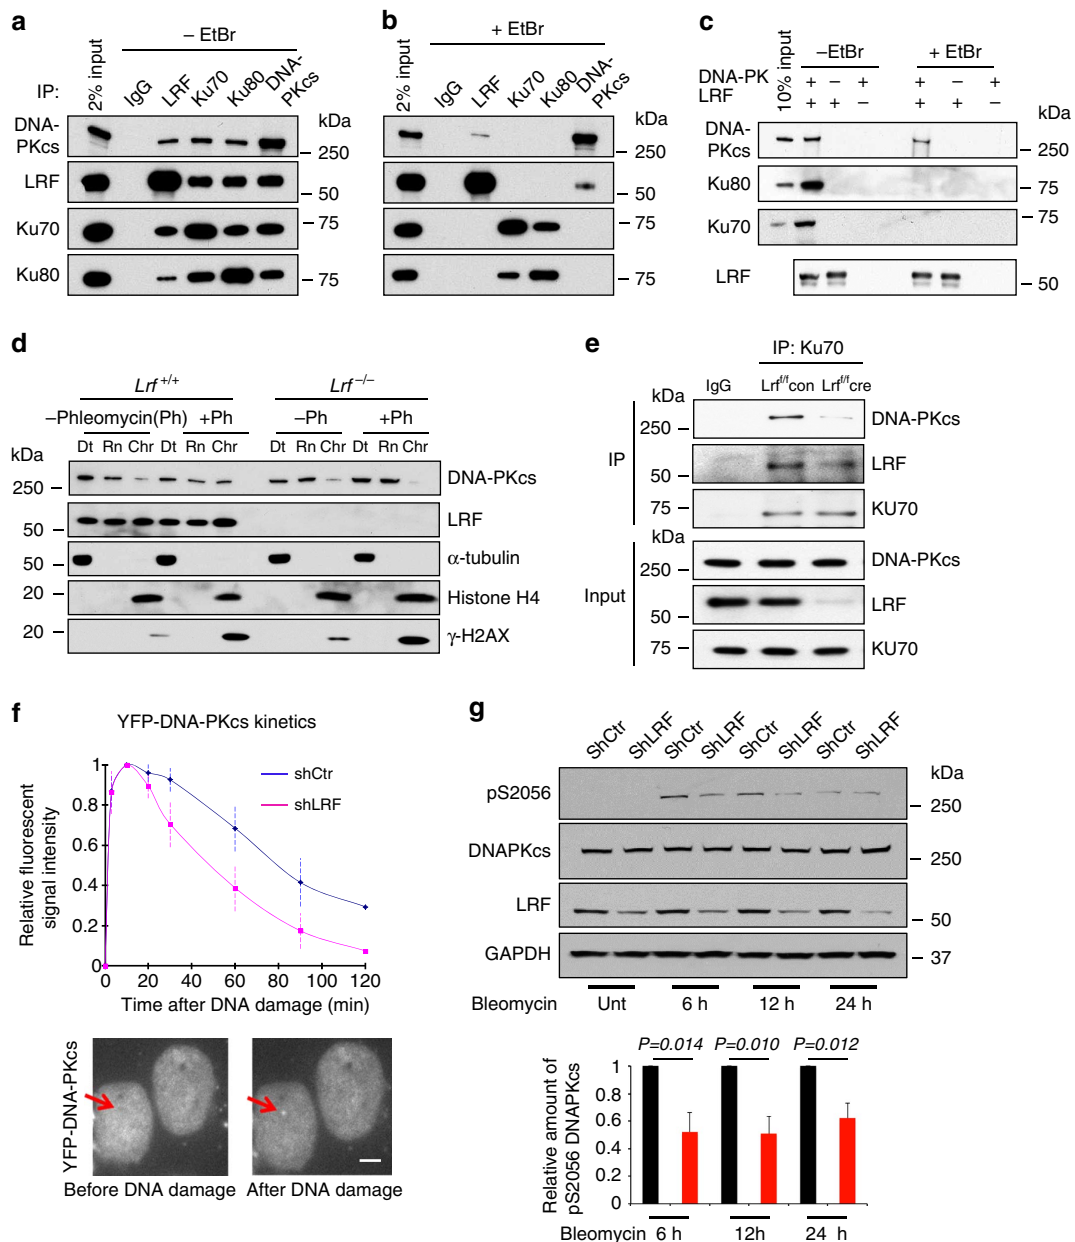 a
– EtBr
IP:
2% input
IgG
LRF
Ku70
Ku80
DNA-
PKcs
kDa
DNA-
PKcs
250
LRF
50
Ku70
75
Ku80
75
b
+ EtBr
2% input
IgG
LRF
Ku70
Ku80
DNA-
PKcs
kDa
250
50
75
75
c
10% input
–EtBr
+ EtBr
DNA-PK + – + + – +
LRF + + – + + –
kDa
DNA-
PKcs
250
Ku80
75
Ku70
75
LRF
50
d
Lrf +/+
Lrf –/–
–Phleomycin(Ph) +Ph –Ph +Ph
kDa
Dt Rn Chr Dt Rn Chr Dt Rn Chr Dt Rn Chr
250 DNA-PKcs
50 LRF
50 α-tubulin
20 Histone H4
20 γ-H2AX
e
IP: Ku70
kDa
IgG Lrf f/f con Lrf f/f cre
IP
250 DNA-PKcs
50 LRF
75 KU70
kDa
Input
250 DNA-PKcs
50 LRF
75 KU70
f
YFP-DNA-PKcs kinetics
Relative fluorescent
signal intensity
1
0.8
0.6
0.4
0.2
0
shCtr
shLRF
0 20 40 60 80 100 120
Time after DNA damage (min)
YFP-DNA-PKcs
Before DNA damage
After DNA damage
g
ShCtr ShLRF ShCtr ShLRF ShCtr ShLRF ShCtr ShLRF
kDa
pS2056 250
DNAPKcs 250
LRF 50
GAPDH 37
Bleomycin Unt 6 h 12 h 24 h
Relative amount of
pS2056 DNAPKcs
P=0.014 P=0.010 P=0.012
1
0.8
0.6
0.4
0.2
0
Bleomycin 6 h 12h 24 h